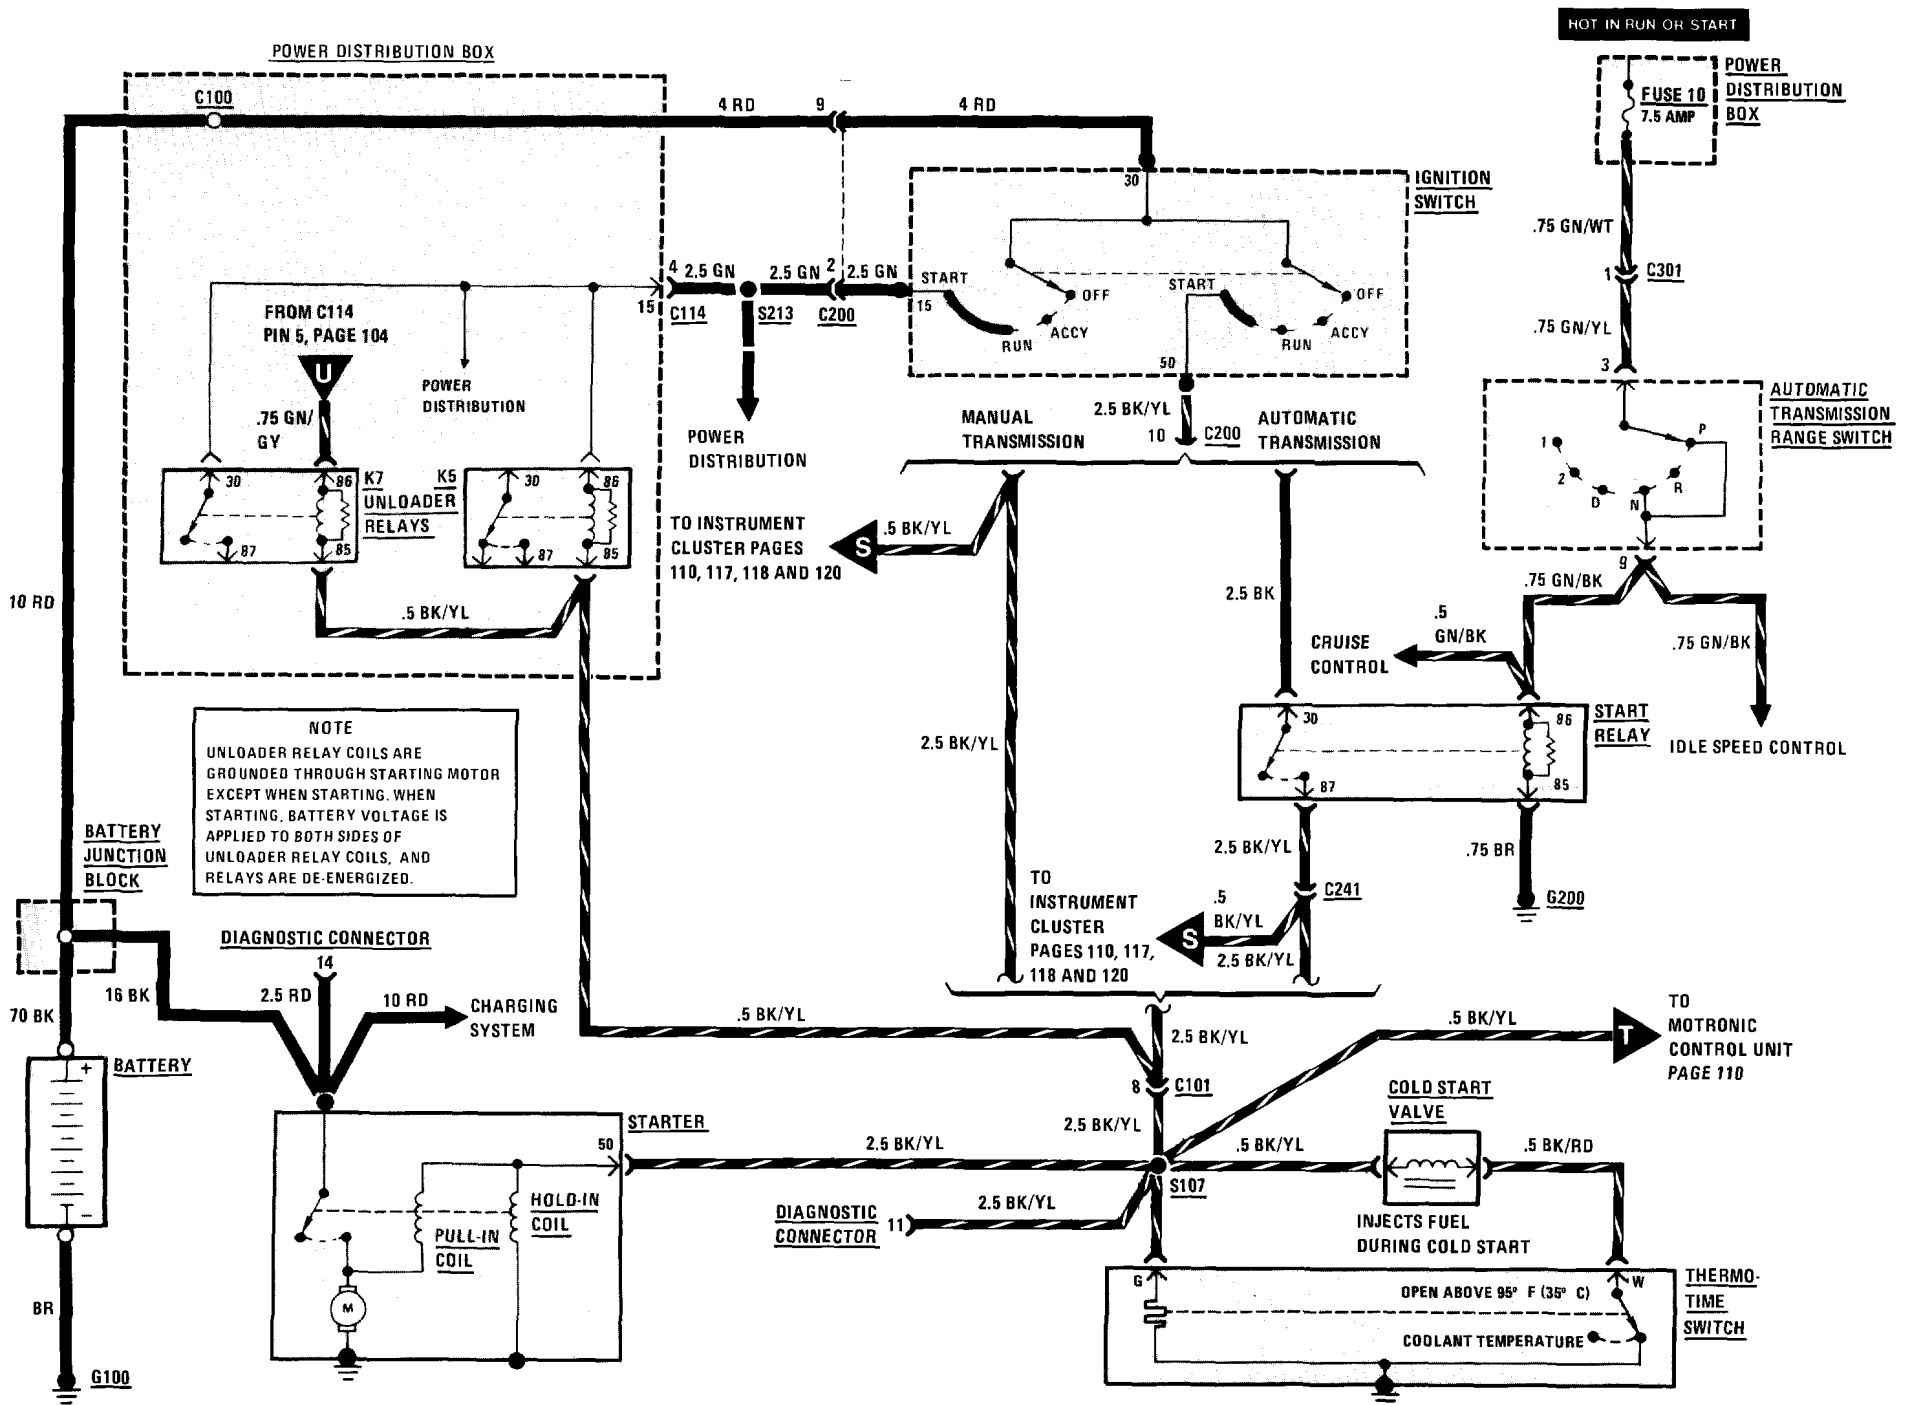 HOT IN RUN OR START
POWER DISTRIBUTION BOX
C100
4 RD
9
4 RD
FUSE 10
7.5 AMP
POWER
DISTRIBUTION
BOX
30
IGNITION
SWITCH
.75 GN/WT
1
C301
.75 GN/YL
3
4
2.5 GN
2.5 GN
2
2.5 GN
15
C114
S213
C200
15
START
OFF
ACCY
RUN
START
OFF
ACCY
RUN
50
FROM C114
PIN 5, PAGE 104
U
.75 GN/
GY
POWER
DISTRIBUTION
POWER
DISTRIBUTION
2.5 BK/YL
10
C200
MANUAL
TRANSMISSION
AUTOMATIC
TRANSMISSION
AUTOMATIC
TRANSMISSION
RANGE SWITCH
P
1
2
D
N
R
9
30
86
87
85
K7
K5
UNLOADER
RELAYS
30
86
87
85
TO INSTRUMENT
CLUSTER PAGES
110, 117, 118 AND 120
S
.5 BK/YL
.5 BK/YL
10 RD
2.5 BK
.75 GN/BK
.5
GN/BK
CRUISE
CONTROL
.75 GN/BK
IDLE SPEED CONTROL
30
86
87
85
START
RELAY
2.5 BK/YL
NOTE
UNLOADER RELAY COILS ARE
GROUNDED THROUGH STARTING MOTOR
EXCEPT WHEN STARTING. WHEN
STARTING, BATTERY VOLTAGE IS
APPLIED TO BOTH SIDES OF
UNLOADER RELAY COILS, AND
RELAYS ARE DE-ENERGIZED.
2.5 BK/YL
.75 BR
C241
G200
BATTERY
JUNCTION
BLOCK
TO
INSTRUMENT
CLUSTER
PAGES 110, 117,
118 AND 120
.5
BK/YL
S
2.5 BK/YL
DIAGNOSTIC CONNECTOR
14
16 BK
2.5 RD
10 RD
CHARGING
SYSTEM
70 BK
BATTERY
+
–
.5 BK/YL
2.5 BK/YL
8
C101
2.5 BK/YL
.5 BK/YL
T
TO
MOTRONIC
CONTROL UNIT
PAGE 110
COLD START
VALVE
STARTER
50
2.5 BK/YL
.5 BK/YL
.5 BK/RD
S107
HOLD-IN
COIL
PULL-IN
COIL
M
DIAGNOSTIC
CONNECTOR
11
2.5 BK/YL
INJECTS FUEL
DURING COLD START
G
W
OPEN ABOVE 95° F (35° C)
COOLANT TEMPERATURE
THERMO-
TIME
SWITCH
BR
G100